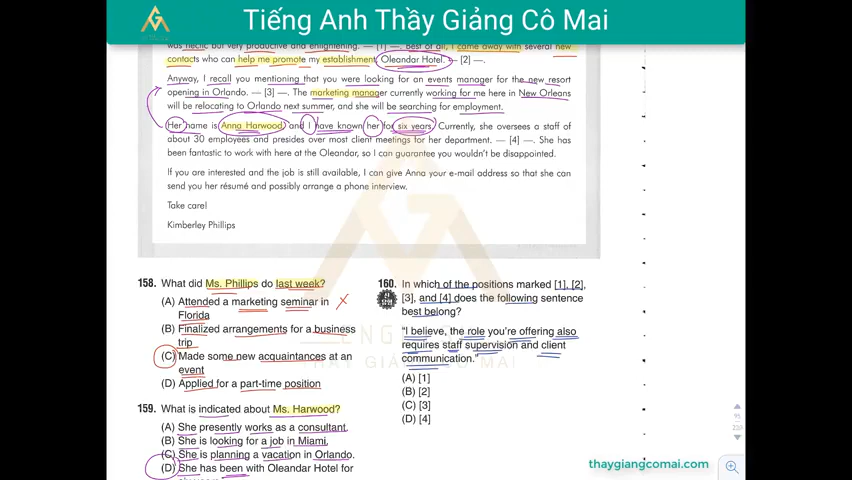 Tiếng Anh Thầy Giảng Cô Mai
was hectic but very productive and enlightening. — [1] —. Best of all, I came away with several new
contacts who can help me promote my establishment, Oleandar Hotel. — [2] —.
Anyway, I recall you mentioning that you were looking for an events manager for the new resort
opening in Orlando. — [3] —. The marketing manager currently working for me here in New Orleans
will be relocating to Orlando next summer, and she will be searching for employment.
Her name is Anna Harwood and I have known her for six years. Currently, she oversees a staff of
about 30 employees and presides over most client meetings for her department. — [4] —. She has
been fantastic to work with here at the Oleandar, so I can guarantee you wouldn't be disappointed.
If you are interested and the job is still available, I can give Anna your e-mail address so that she can
send you her résumé and possibly arrange a phone interview.
Take care!
Kimberley Phillips
158. What did Ms. Phillips do last week?
(A) Attended a marketing seminar in
Florida
(B) Finalized arrangements for a business
trip
(C) Made some new acquaintances at an
event
(D) Applied for a part-time position
159. What is indicated about Ms. Harwood?
(A) She presently works as a consultant.
(B) She is looking for a job in Miami.
(C) She is planning a vacation in Orlando.
(D) She has been with Oleandar Hotel for
160. In which of the positions marked [1], [2],
[3], and [4] does the following sentence
best belong?
"I believe, the role you're offering also
requires staff supervision and client
communication."
(A) [1]
(B) [2]
(C) [3]
(D) [4]
thaygiangcomai.com